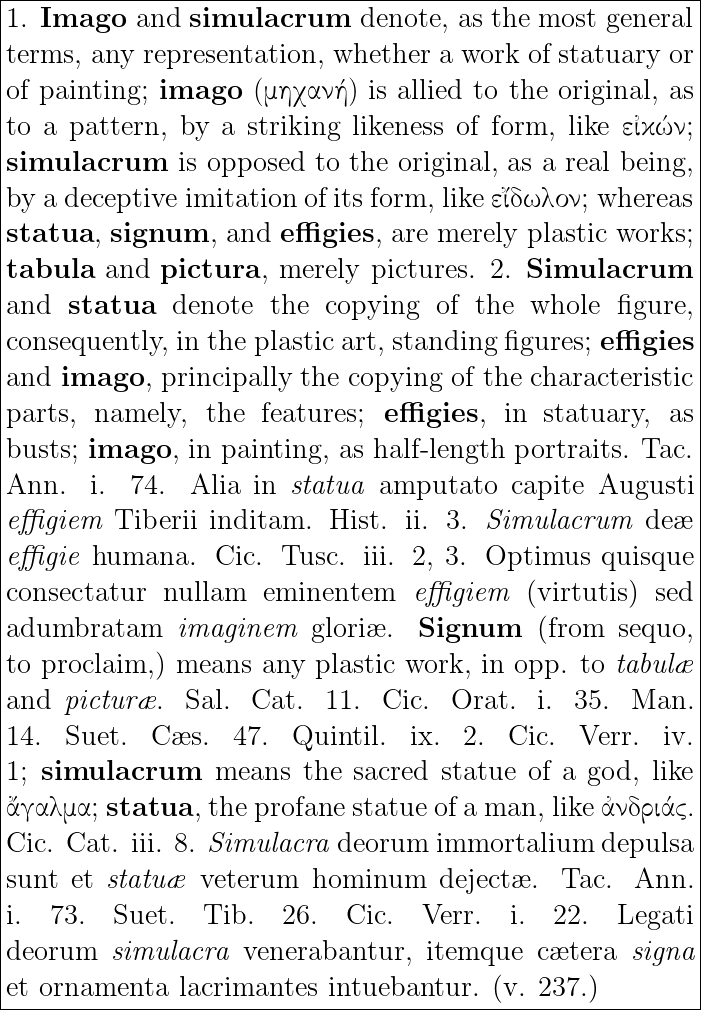 1. Imago and simulacrum denote, as the most general
terms, any representation, whether a work of statuary or
of painting; imago (μηχανή) is allied to the original, as
to a pattern, by a striking likeness of form, like εἰκών;
simulacrum is opposed to the original, as a real being,
by a deceptive imitation of its form, like εἴδωλον; whereas
statua, signum, and effigies, are merely plastic works;
tabula and pictura, merely pictures. 2. Simulacrum
and statua denote the copying of the whole figure,
consequently, in the plastic art, standing figures; effigies
and imago, principally the copying of the characteristic
parts, namely, the features; effigies, in statuary, as
busts; imago, in painting, as half-length portraits. Tac.
Ann. i. 74. Alia in statua amputato capite Augusti
effigiem Tiberii inditam. Hist. ii. 3. Simulacrum deæ
effigie humana. Cic. Tusc. iii. 2, 3. Optimus quisque
consectatur nullam eminentem effigiem (virtutis) sed
adumbratam imaginem gloriæ. Signum (from sequo,
to proclaim,) means any plastic work, in opp. to tabulæ
and picturæ. Sal. Cat. 11. Cic. Orat. i. 35. Man.
14. Suet. Cæs. 47. Quintil. ix. 2. Cic. Verr. iv.
1; simulacrum means the sacred statue of a god, like
ἄγαλμα; statua, the profane statue of a man, like ἀνδριάς.
Cic. Cat. iii. 8. Simulacra deorum immortalium depulsa
sunt et statuæ veterum hominum dejectæ. Tac. Ann.
i. 73. Suet. Tib. 26. Cic. Verr. i. 22. Legati
deorum simulacra venerabantur, itemque cætera signa
et ornamenta lacrimantes intuebantur. (v. 237.)